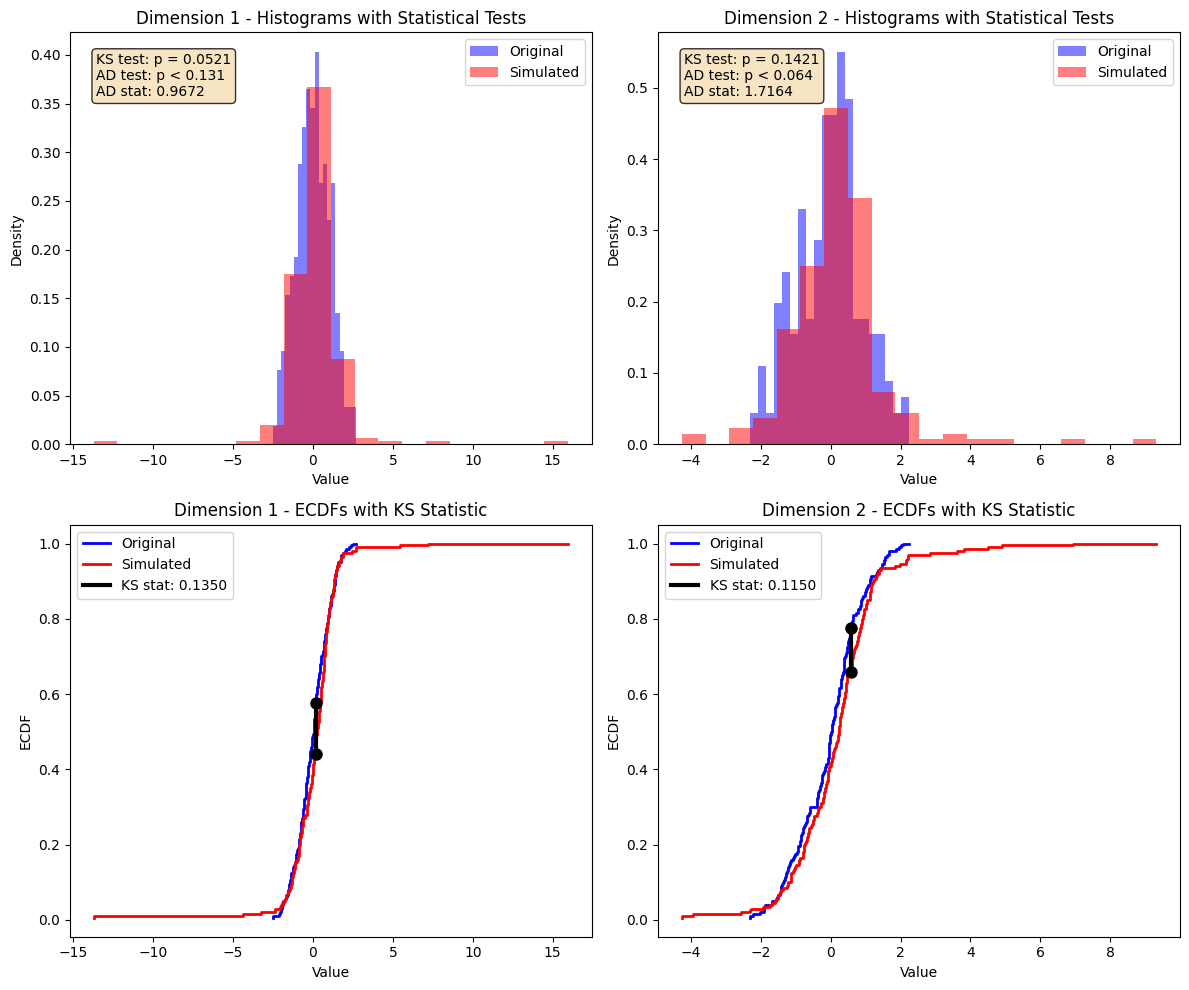 Dimension 1 - Histograms with Statistical Tests
KS test: p = 0.0521
AD test: p < 0.131
AD stat: 0.9672
Original
Simulated
0.40
0.35
0.30
0.25
0.20
0.15
0.10
0.05
0.00
Density
−15
−10
−5
0
5
10
15
Value
Dimension 2 - Histograms with Statistical Tests
KS test: p = 0.1421
AD test: p < 0.064
AD stat: 1.7164
Original
Simulated
0.5
0.4
0.3
0.2
0.1
0.0
Density
−4
−2
0
2
4
6
8
Value
Dimension 1 - ECDFs with KS Statistic
Original
Simulated
KS stat: 0.1350
1.0
0.8
0.6
0.4
0.2
0.0
ECDF
−15
−10
−5
0
5
10
15
Value
Dimension 2 - ECDFs with KS Statistic
Original
Simulated
KS stat: 0.1150
1.0
0.8
0.6
0.4
0.2
0.0
ECDF
−4
−2
0
2
4
6
8
Value